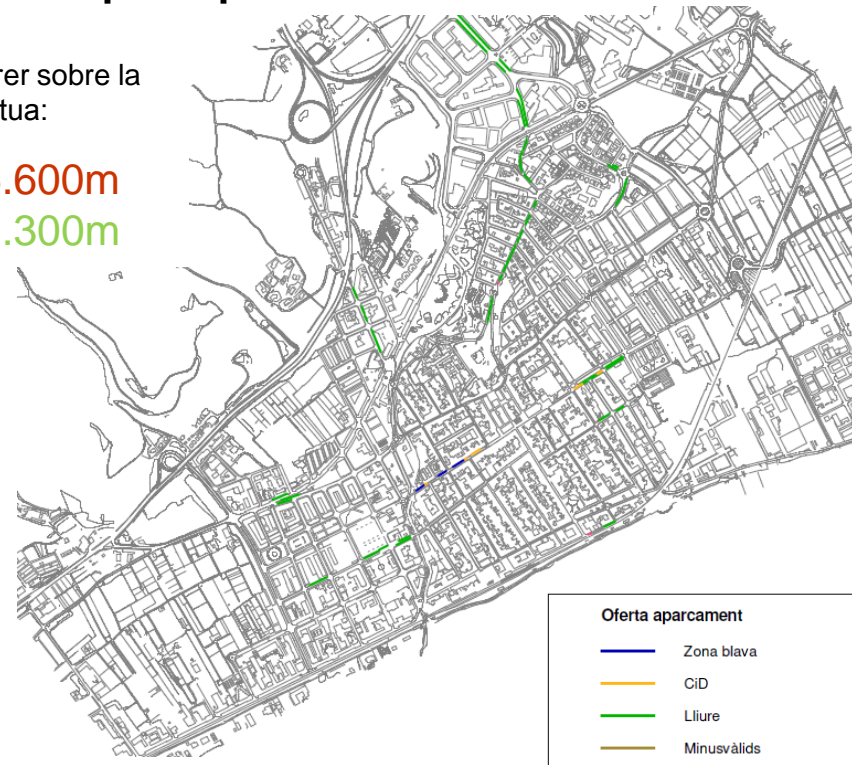 rer sobre la
tua:
.600m
.300m
Oferta aparcament
Zona blava
CiD
Lliure
Minusvàlids